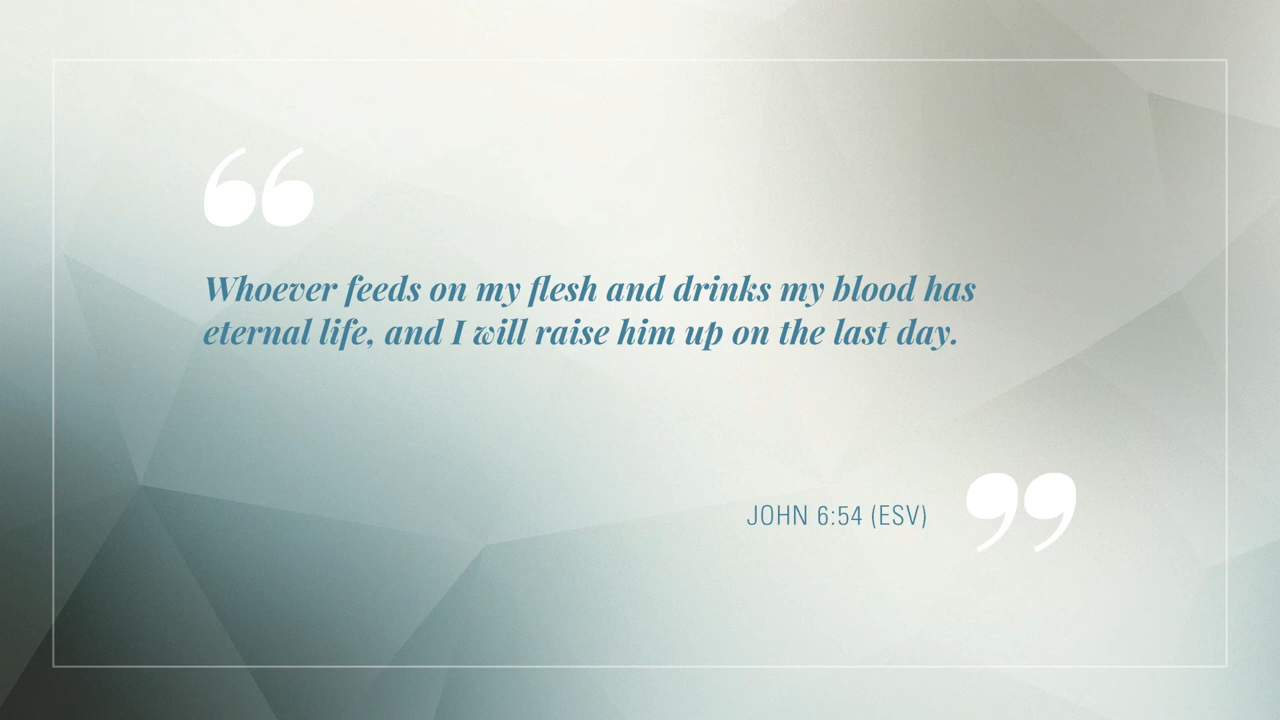 “
Whoever feeds on my flesh and drinks my blood has
eternal life, and I will raise him up on the last day.
JOHN 6:54 (ESV) ”